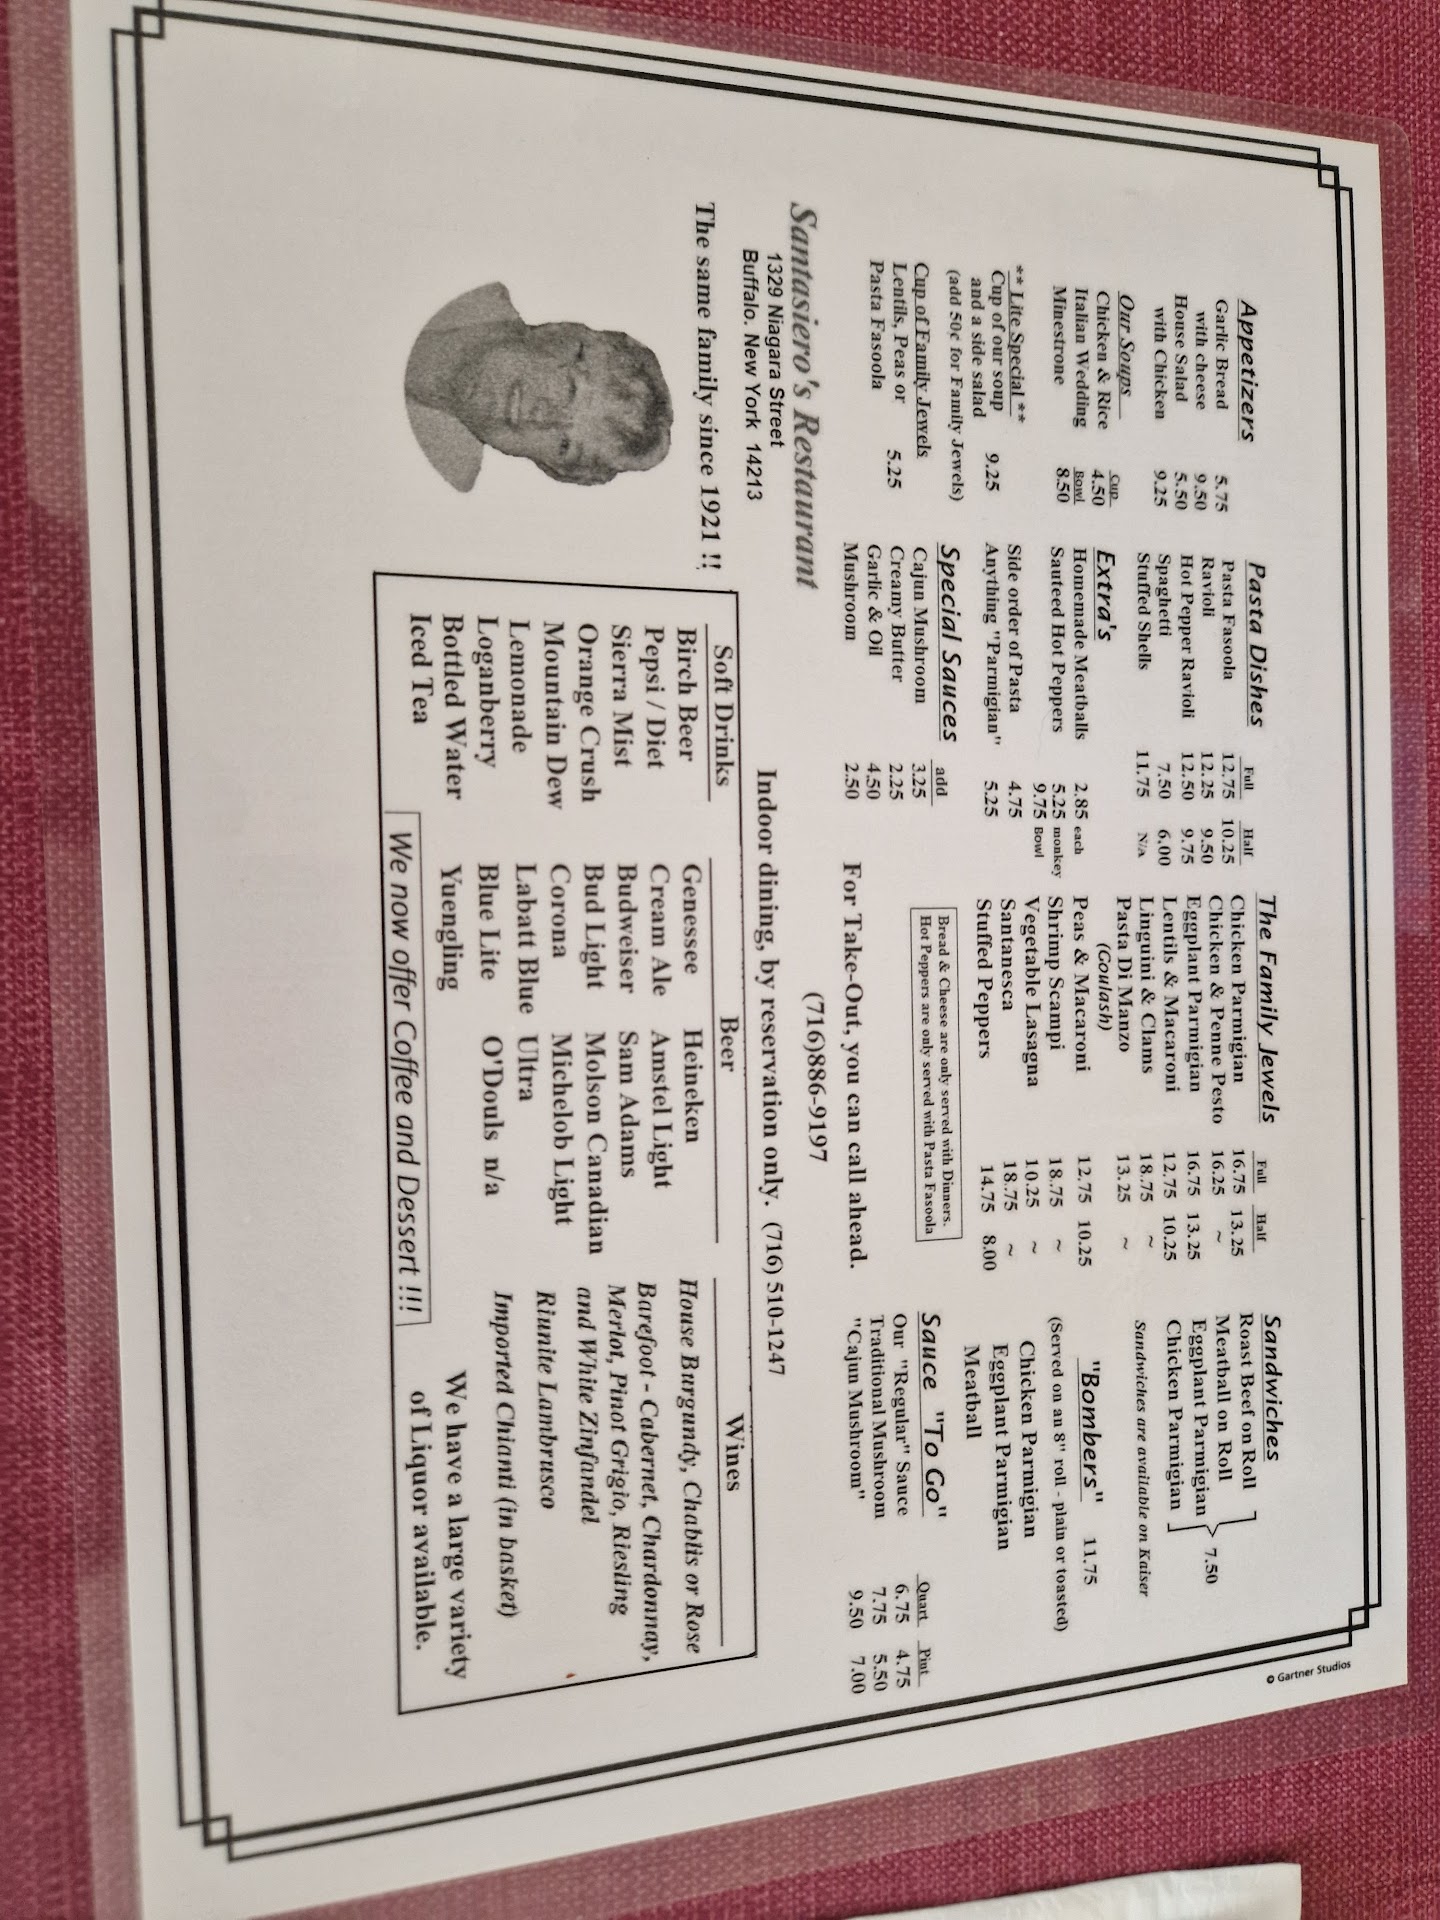 Appetizers
Garlic Bread 5.75
with cheese 9.50
House Salad 5.50
with Chicken 9.25
Our Soups Cup
Chicken & Rice 4.50
Italian Wedding Bowl
Minestrone 8.50
** Lite Special **
Cup of our soup 9.25
and a side salad
(add 50c for Family Jewels)
Cup of Family Jewels
Lentils, Peas or 5.25
Pasta Fasoola
Pasta Dishes Full Half
Pasta Fasoola 12.75 10.25
Ravioli 12.25 9.50
Hot Pepper Ravioli 12.50 9.75
Spaghetti 7.50 6.00
Stuffed Shells 11.75 N/a
Extra's
Homemade Meatballs 2.85 each
Sauteed Hot Peppers 5.25 monkey
9.75 Bowl
Side order of Pasta 4.75
Anything "Parmigian" 5.25
Special Sauces add
Cajun Mushroom 3.25
Creamy Butter 2.25
Garlic & Oil 4.50
Mushroom 2.50
The Family Jewels Full Half
Chicken Parmigian 16.75 13.25
Chicken & Penne Pesto 16.25 ~
Eggplant Parmigian 16.75 13.25
Lentils & Macaroni 12.75 10.25
Linguini & Clams 18.75 ~
Pasta Di Manzo 13.25 ~
(Goulash)
Peas & Macaroni 12.75 10.25
Shrimp Scampi 18.75 ~
Vegetable Lasagna 10.25 ~
Santanesca 18.75 ~
Stuffed Peppers 14.75 8.00
Bread & Cheese are only served with Dinners.
Hot Peppers are only served with Pasta Fasoola
Sandwiches
Roast Beef on Roll
Meatball on Roll
Eggplant Parmigian 7.50
Chicken Parmigian
Sandwiches are available on Kaiser
"Bombers" 11.75
(Served on an 8" roll - plain or toasted)
Chicken Parmigian
Eggplant Parmigian
Meatball
Sauce "To Go" Quart Pint
Our "Regular" Sauce 6.75 4.75
Traditional Mushroom 7.75 5.50
"Cajun Mushroom" 9.50 7.00
For Take-Out, you can call ahead.
(716)886-9197
Santasiero's Restaurant
1329 Niagara Street
Buffalo. New York 14213
The same family since 1921 !!
Indoor dining, by reservation only. (716) 510-1247
Soft Drinks
Birch Beer
Pepsi / Diet
Sierra Mist
Orange Crush
Mountain Dew
Lemonade
Loganberry
Bottled Water
Iced Tea
Beer
Genessee Heineken
Cream Ale Amstel Light
Budweiser Sam Adams
Bud Light Molson Canadian
Corona Michelob Light
Labatt Blue Ultra
Blue Lite O'Douls n/a
Yuengling
Wines
House Burgundy, Chablis or Rose
Barefoot - Cabernet, Chardonnay,
Merlot, Pinot Grigio, Riesling
and White Zinfandel
Riunite Lambrusco
Imported Chianti (in basket)
We have a large variety
of Liquor available.
We now offer Coffee and Dessert !!!
© Gartner Studios